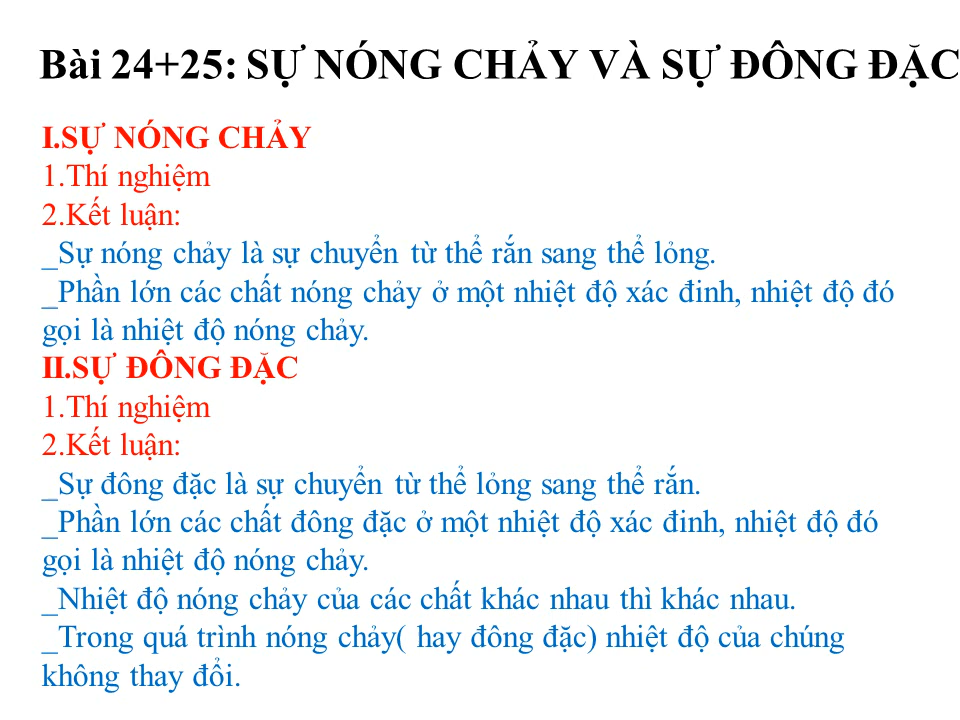 Bài 24+25: SỰ NÓNG CHẢY VÀ SỰ ĐÔNG ĐẶC
I.SỰ NÓNG CHẢY
1.Thí nghiệm
2.Kết luận:
_Sự nóng chảy là sự chuyển từ thể rắn sang thể lỏng.
_Phần lớn các chất nóng chảy ở một nhiệt độ xác đinh, nhiệt độ đó
gọi là nhiệt độ nóng chảy.
II.SỰ ĐÔNG ĐẶC
1.Thí nghiệm
2.Kết luận:
_Sự đông đặc là sự chuyển từ thể lỏng sang thể rắn.
_Phần lớn các chất đông đặc ở một nhiệt độ xác đinh, nhiệt độ đó
gọi là nhiệt độ nóng chảy.
_Nhiệt độ nóng chảy của các chất khác nhau thì khác nhau.
_Trong quá trình nóng chảy( hay đông đặc) nhiệt độ của chúng
không thay đổi.